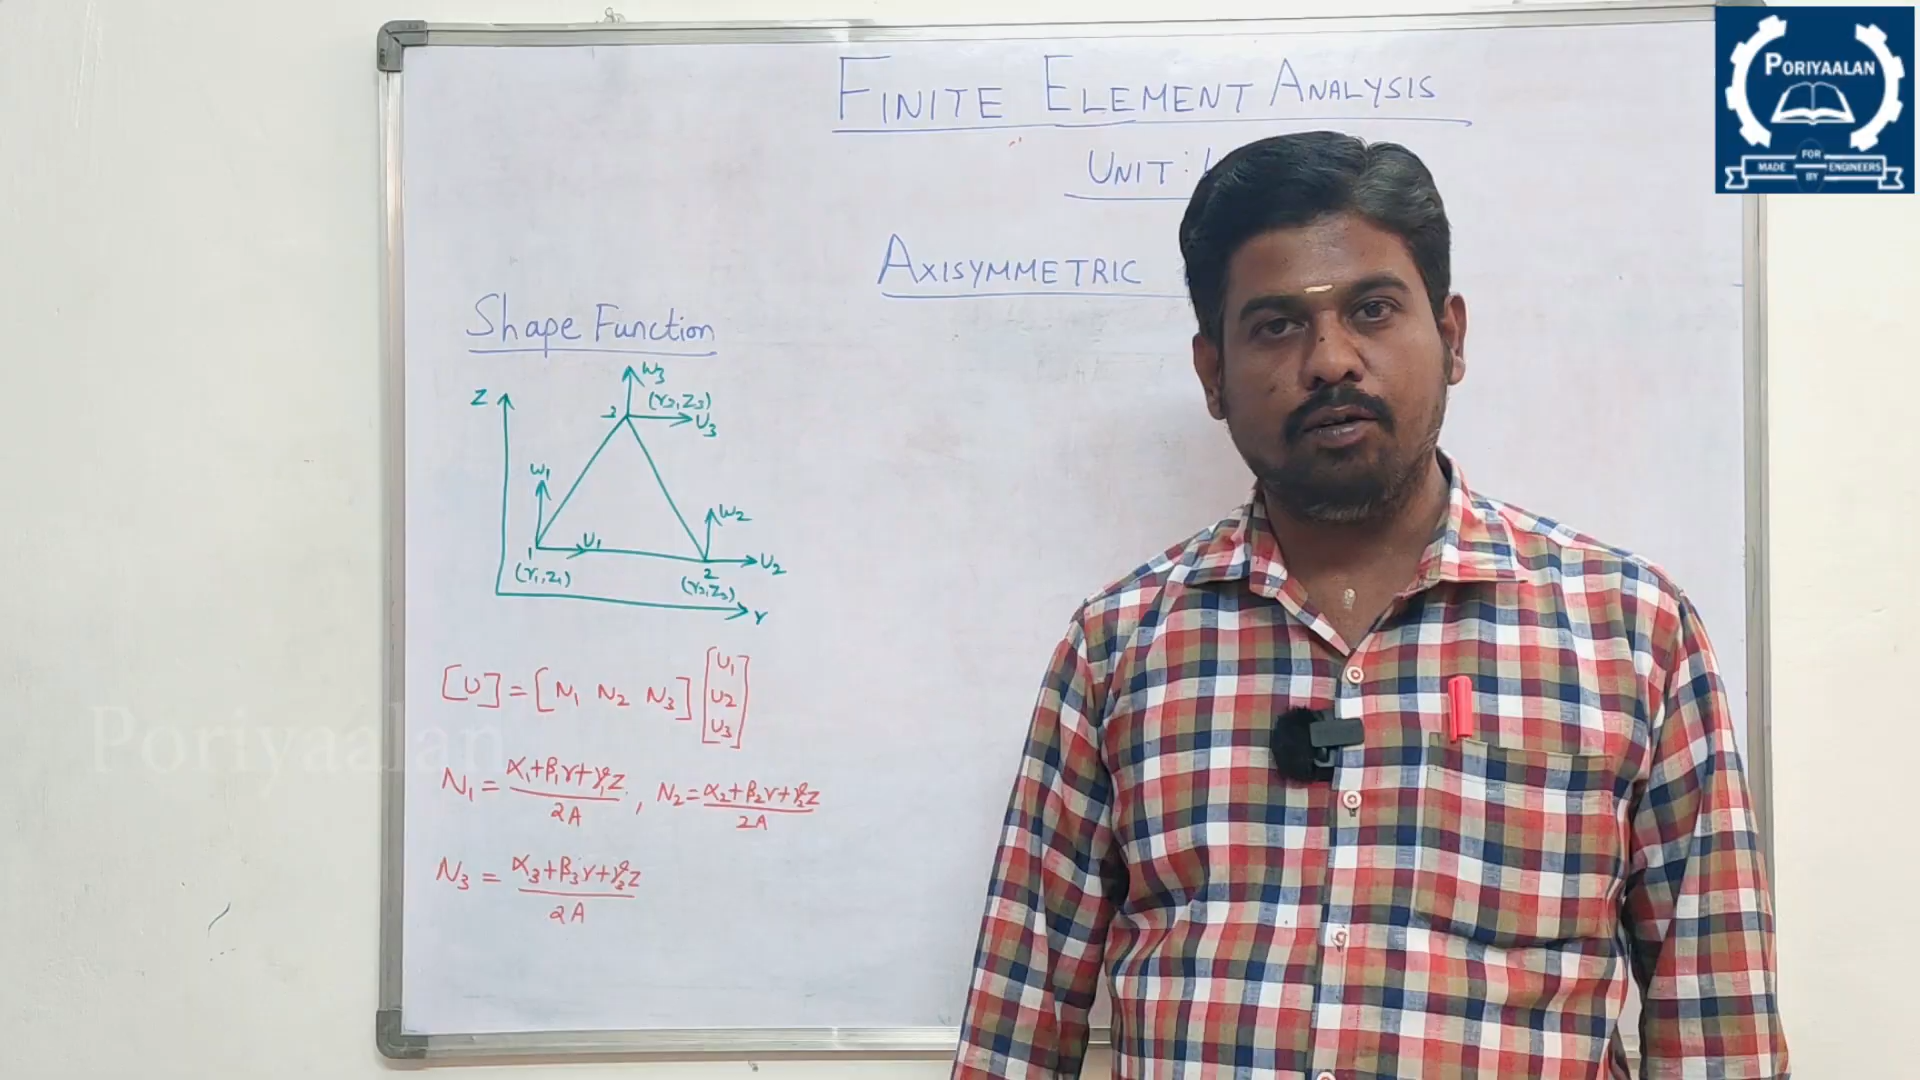 FINITE ELEMENT ANALYSIS
UNIT:
AXISYMMETRIC
Shape Function
Z
W3
(r3,Z3)
3
U3
W1
W2
1
U1
U2
(r1,Z1)
2
(r2,Z2)
r
[U] = [N1 N2 N3] [U1 U2 U3]
N1 = α1+β1r+γ1Z / 2A , N2 = α2+β2r+γ2Z / 2A
N3 = α3+β3r+γ3Z / 2A
Poriyaalan
PORIYAALAN
MADE FOR BY ENGINEERS